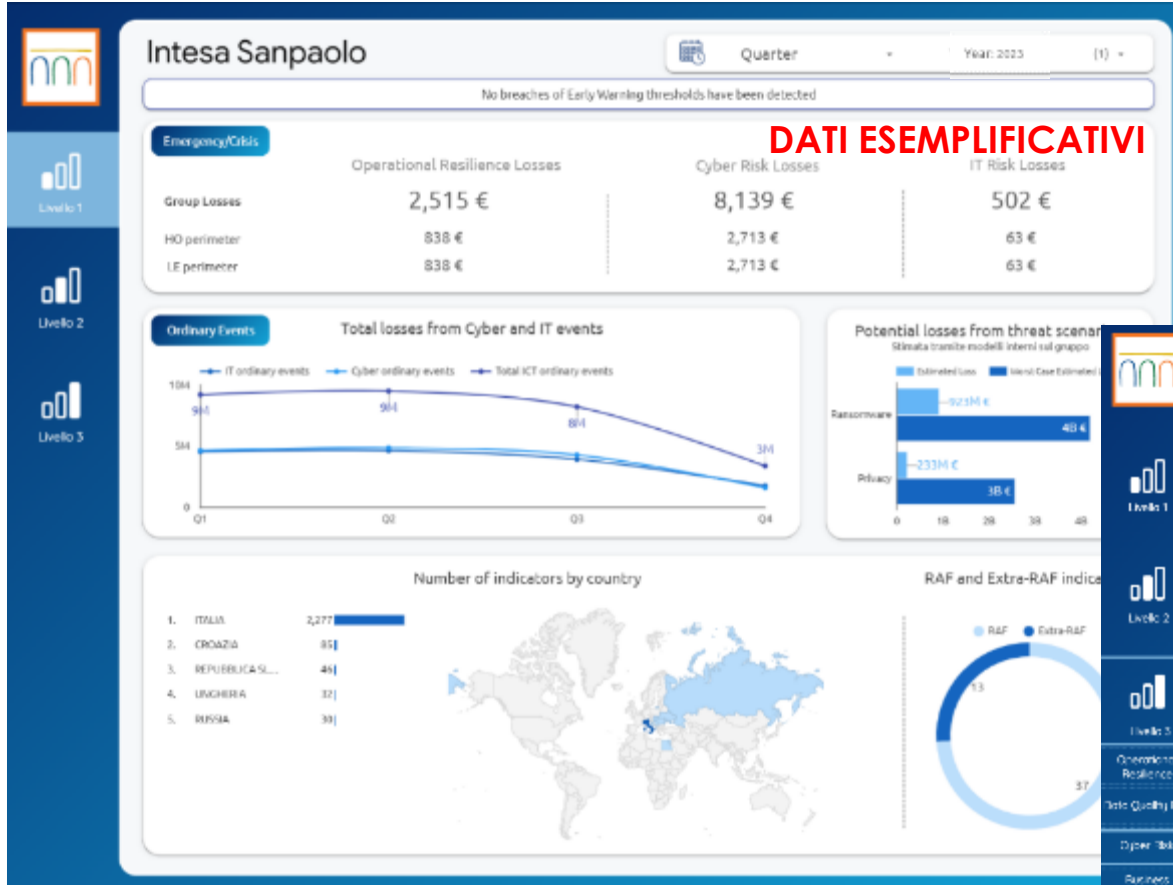 Intesa Sanpaolo
Quarter
Year: 2023 (1)
No breaches of Early Warning thresholds have been detected
DATI ESEMPLIFICATIVI
Emergency/Crisis
Operational Resilience Losses
Cyber Risk Losses
IT Risk Losses
Group Losses 2,515 € 8,139 € 502 €
HO perimeter 838 € 2,713 € 63 €
LE perimeter 838 € 2,713 € 63 €
Livello 1
Livello 2
Livello 3
Ordinary Events
Total losses from Cyber and IT events
IT ordinary events Cyber ordinary events Total ICT ordinary events
10M
9M
9M
8M
3M
5M
0
Q1 Q2 Q3 Q4
Potential losses from threat scenar
Stimata tramite modelli interni sul gruppo
Estimated Loss Worst Case Estimated
Ransomware
923M €
4B €
Privacy
233M €
3B €
0 1B 2B 3B 4B
Number of indicators by country
1. ITALIA 2,277
2. CROAZIA 85
3. REPUBBLICA SL... 46
4. UNGHERIA 32
5. RUSSIA 30
RAF and Extra-RAF indica
RAF Extra-RAF
13
37
Livello 1
Livello 2
Livello 3
Resilience
Cyber Risk
Business